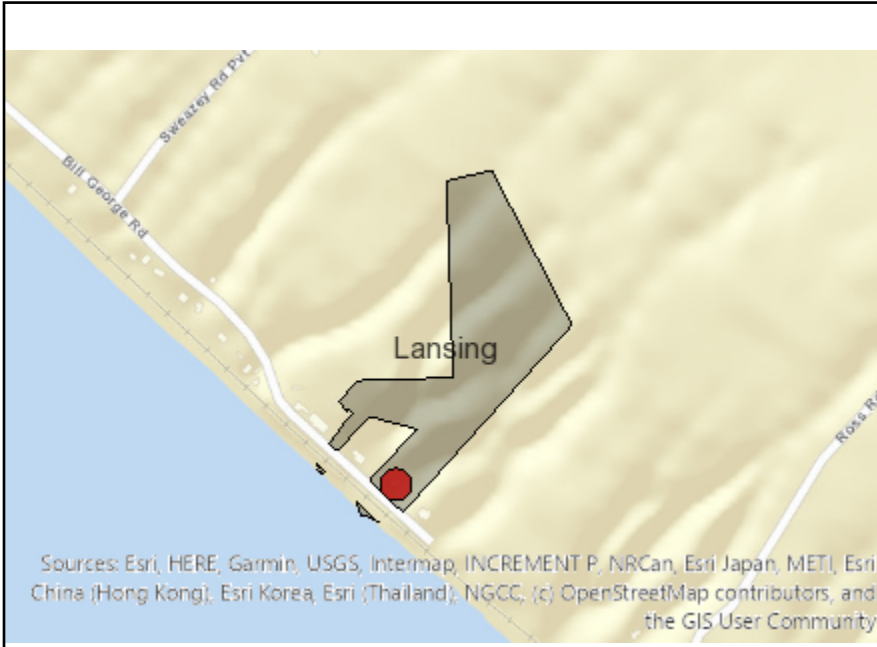 Sweazey Rd Pvt
Bill George Rd
Lansing
Ross Rd
Sources: Esri, HERE, Garmin, USGS, Intermap, INCREMENT P, NRCan, Esri Japan, METI, Esri
China (Hong Kong), Esri Korea, Esri (Thailand), NGCC, (c) OpenStreetMap contributors, and
the GIS User Community